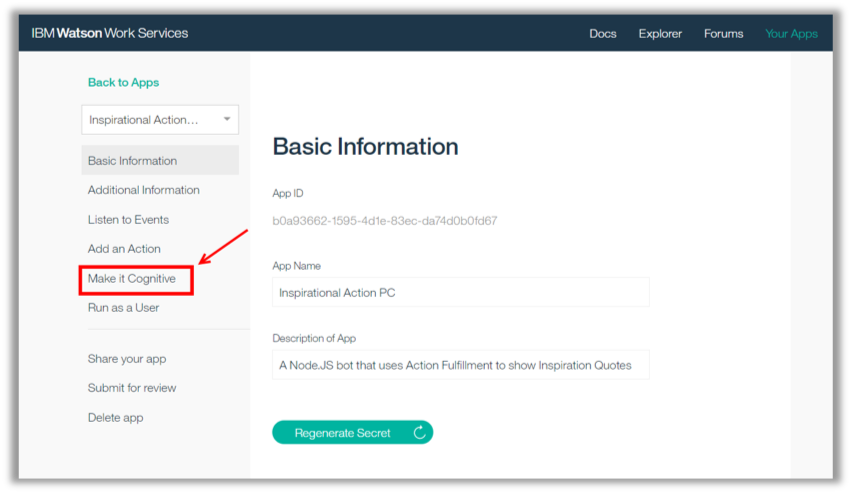 IBM Watson Work Services
Docs
Explorer
Forums
Your Apps
Back to Apps
Inspirational Action...
Basic Information
Additional Information
Listen to Events
Add an Action
Make it Cognitive
Run as a User
Share your app
Submit for review
Delete app
Basic Information
App ID
b0a93662-1595-4d1e-83ec-da74d0b0fd67
App Name
Inspirational Action PC
Description of App
A Node.JS bot that uses Action Fulfillment to show Inspiration Quotes
Regenerate Secret